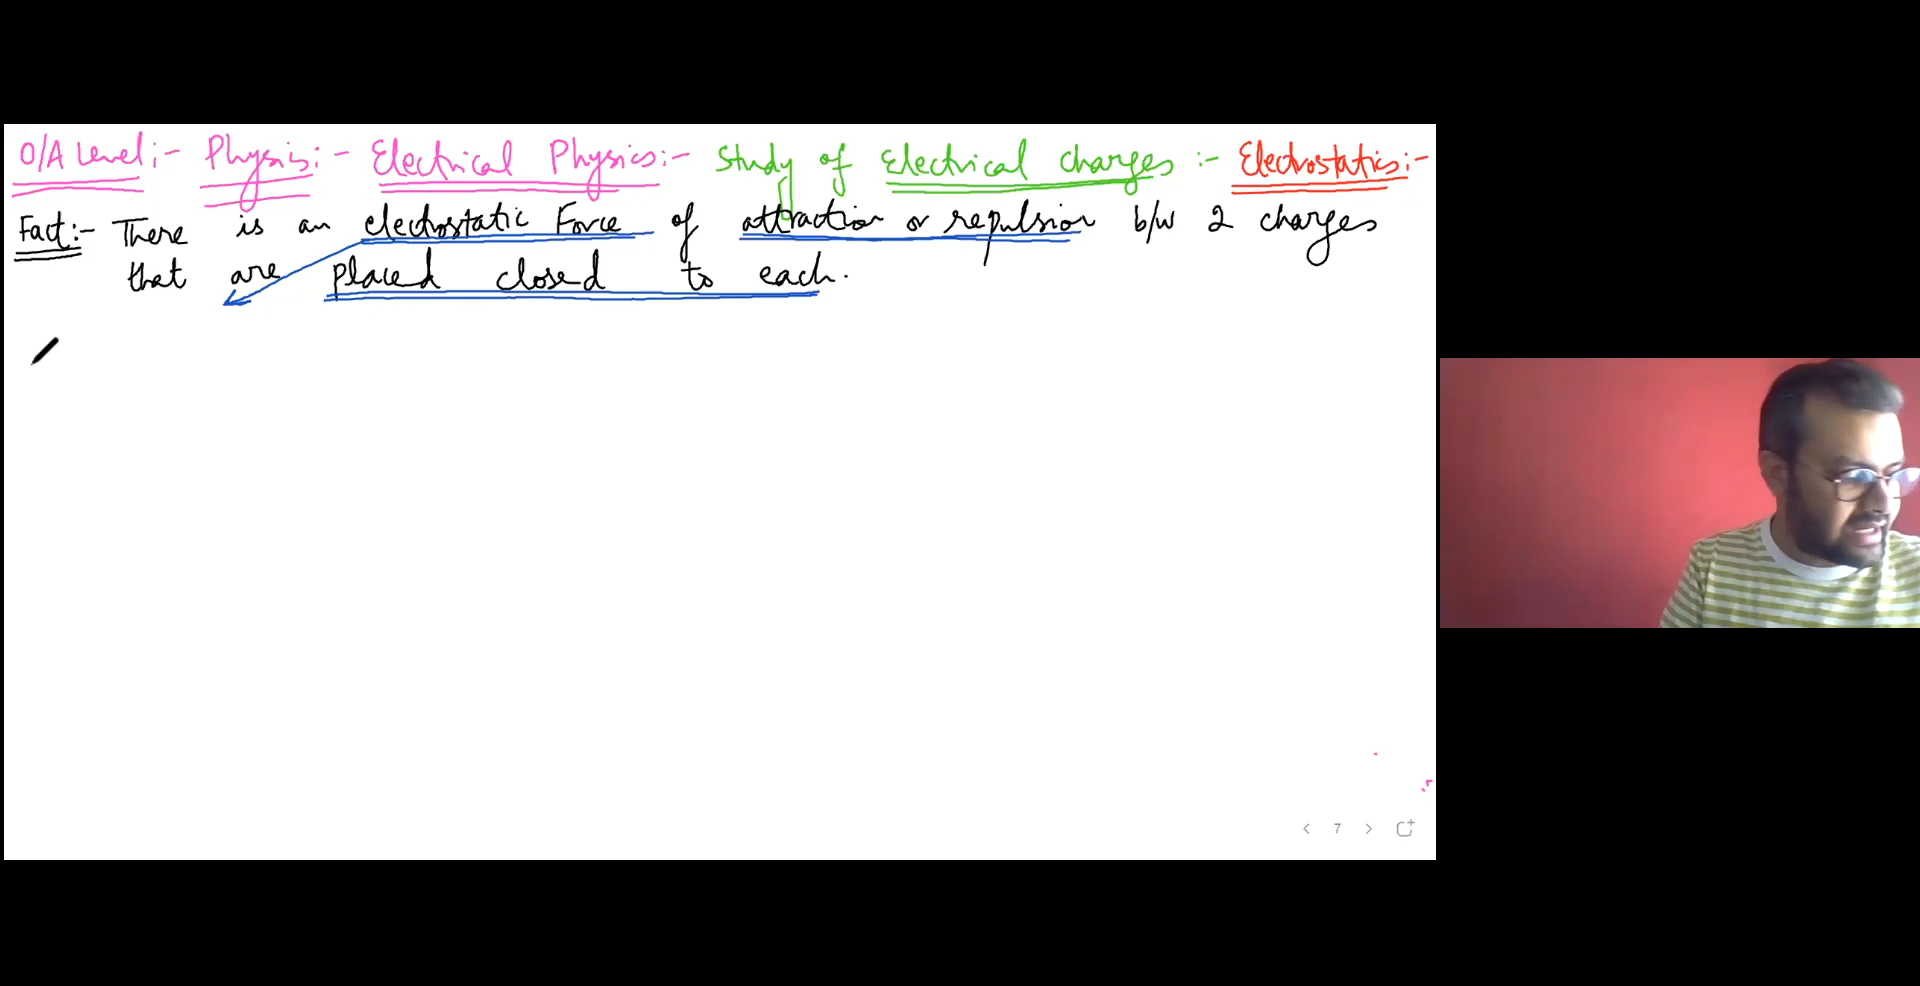 O/A Level:- Physics:- Electrical Physics:- Study of Electrical charges :- Electrostatics:-
Fact:- There is an electrostatic Force of attraction or repulsion b/w 2 charges
that are placed closed to each.
< 7 >